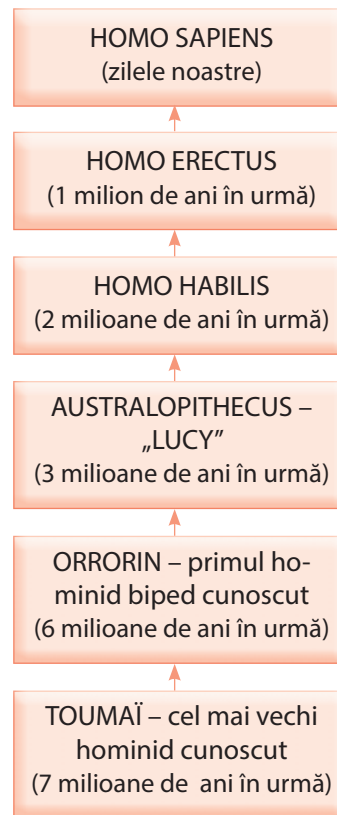 HOMO SAPIENS
(zilele noastre)
HOMO ERECTUS
(1 milion de ani în urmă)
HOMO HABILIS
(2 milioane de ani în urmă)
AUSTRALOPITHECUS –
„LUCY”
(3 milioane de ani în urmă)
ORRORIN – primul ho-
minid biped cunoscut
(6 milioane de ani în urmă)
TOUMAÏ – cel mai vechi
hominid cunoscut
(7 milioane de ani în urmă)